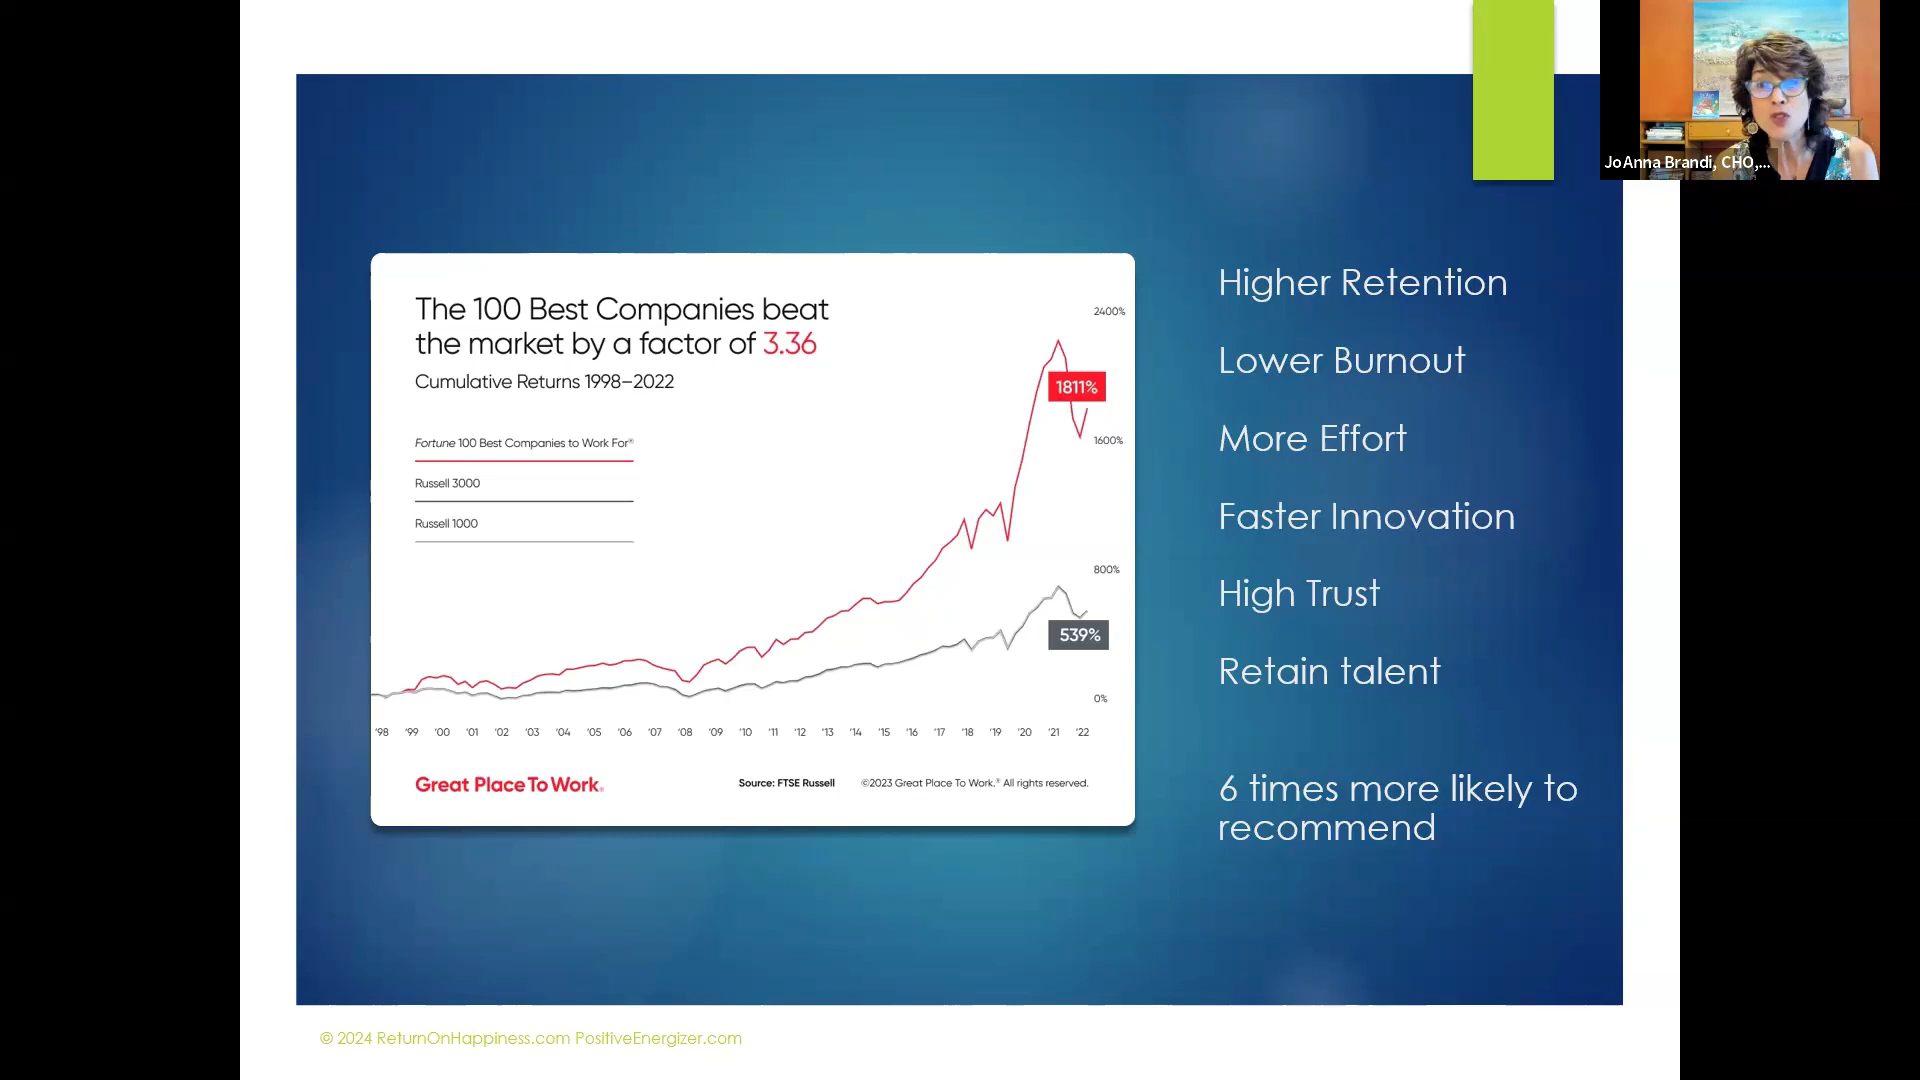 JoAnna Brandi, CHO,...
The 100 Best Companies beat
the market by a factor of 3.36
Cumulative Returns 1998–2022
Fortune 100 Best Companies to Work For®
Russell 3000
Russell 1000
2400%
1811%
1600%
800%
539%
0%
'98 '99 '00 '01 '02 '03 '04 '05 '06 '07 '08 '09 '10 '11 '12 '13 '14 '15 '16 '17 '18 '19 '20 '21 '22
Great Place To Work®
Source: FTSE Russell ©2023 Great Place To Work.® All rights reserved.
Higher Retention
Lower Burnout
More Effort
Faster Innovation
High Trust
Retain talent
6 times more likely to
recommend
© 2024 ReturnOnHappiness.com PositiveEnergizer.com